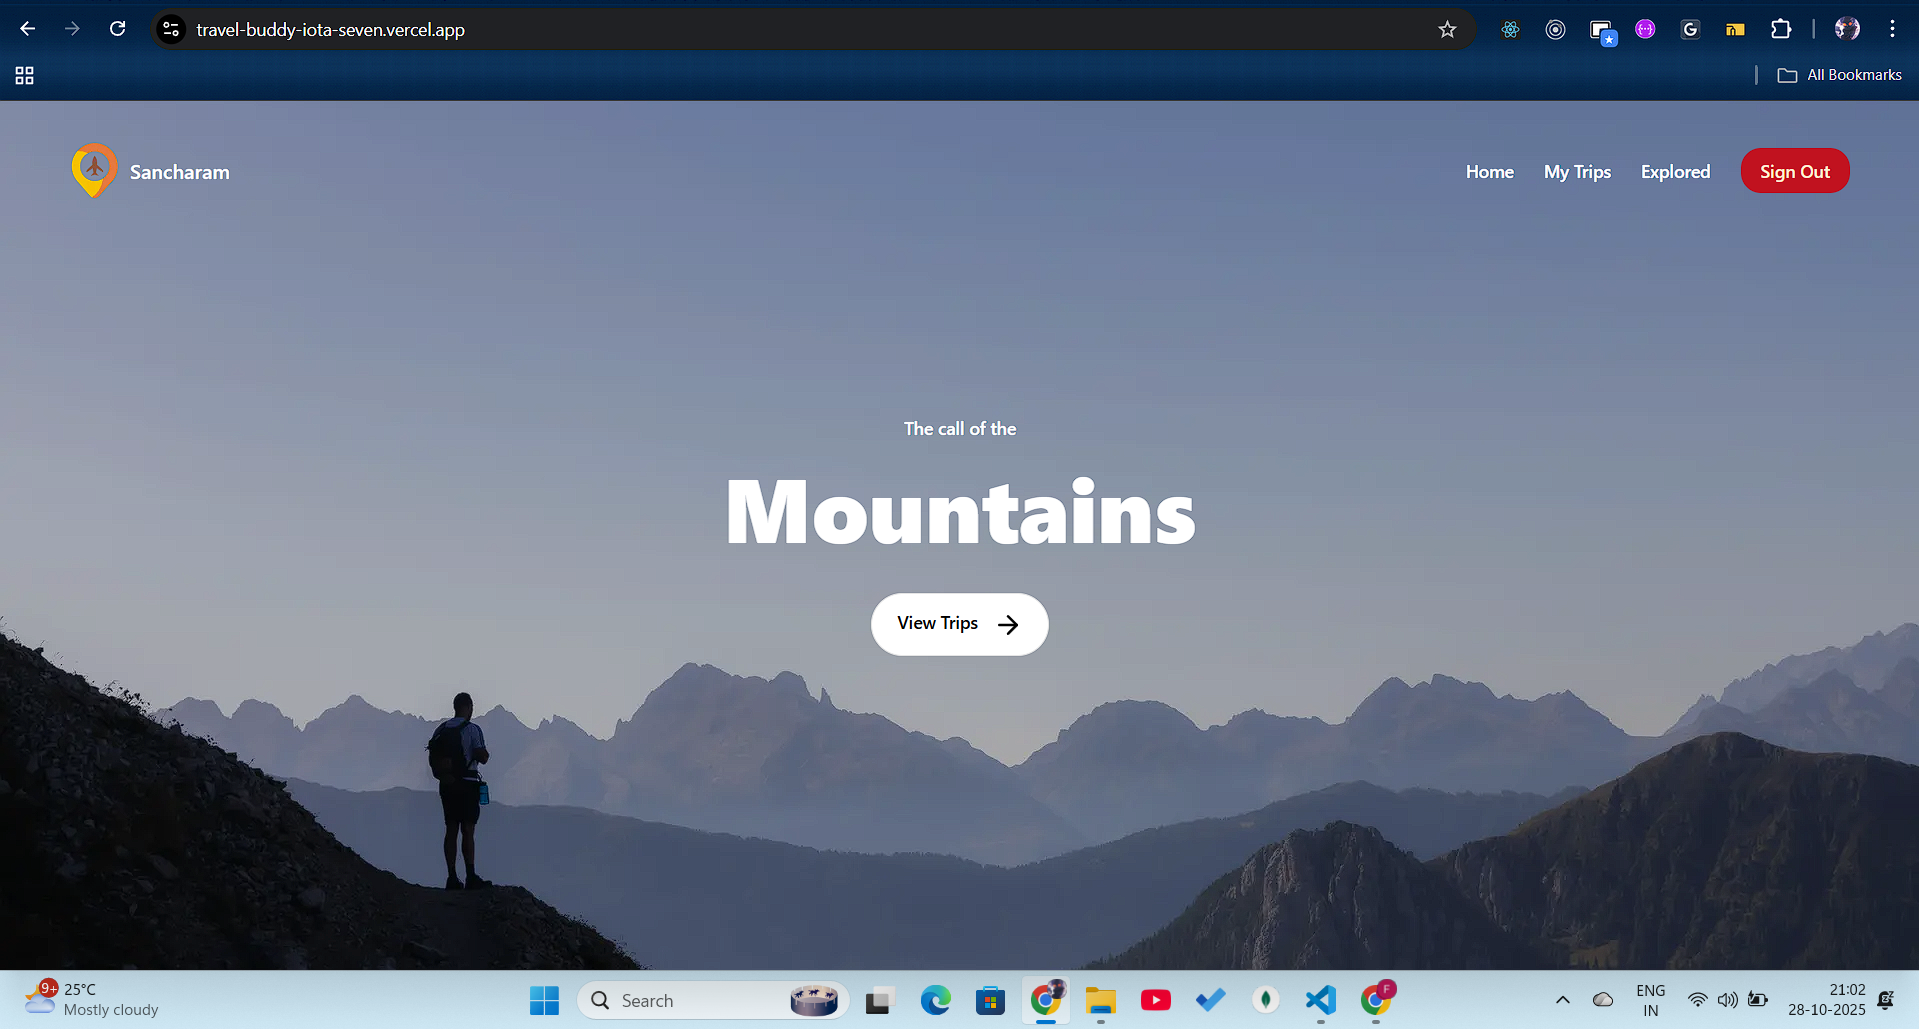 travel-buddy-iota-seven.vercel.app
All Bookmarks
Sancharam
Home
My Trips
Explored
Sign Out
The call of the
Mountains
View Trips
9+
25°C
Mostly cloudy
Search
F
ENG
IN
21:02
28-10-2025